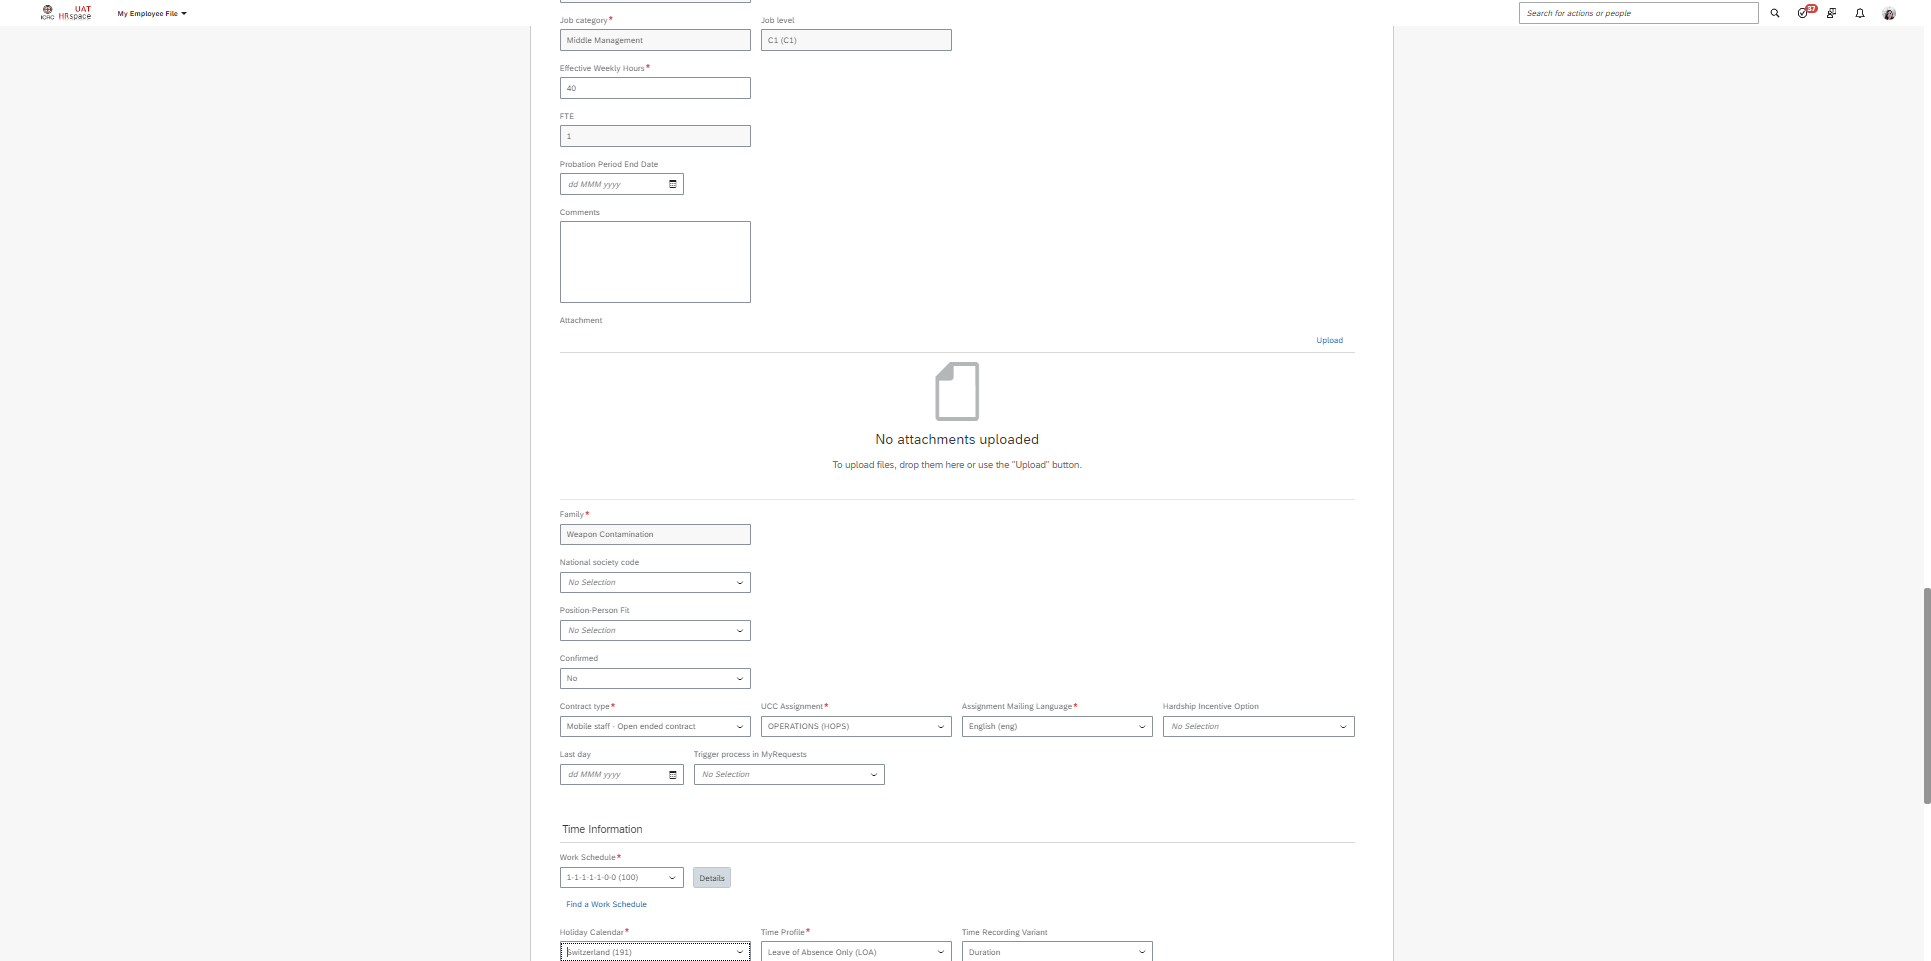 ICRC
UAT
HRspace
My Employee File
Search for actions or people
37
Job category*
Job level
Middle Management
C1 (C1)
Effective Weekly Hours*
40
FTE
1
Probation Period End Date
dd MMM yyyy
Comments
Attachment
Upload
No attachments uploaded
To upload files, drop them here or use the "Upload" button.
Family*
Weapon Contamination
National society code
No Selection
Position-Person Fit
No Selection
Confirmed
No
Contract type*
UCC Assignment*
Assignment Mailing Language*
Hardship Incentive Option
Mobile staff - Open ended contract
OPERATIONS (HOPS)
English (eng)
No Selection
Last day
Trigger process in MyRequests
dd MMM yyyy
No Selection
Time Information
Work Schedule*
1-1-1-1-1-0-0 (100)
Details
Find a Work Schedule
Holiday Calendar*
Time Profile*
Time Recording Variant
Switzerland (191)
Leave of Absence Only (LOA)
Duration